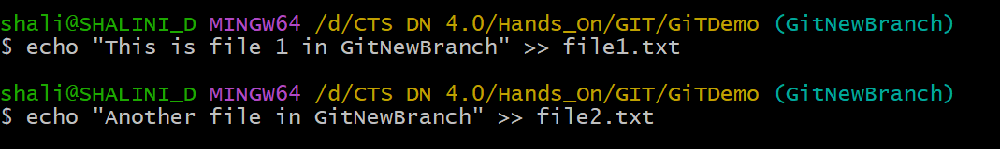 shali@SHALINI_D MINGW64 /d/CTS DN 4.0/Hands_On/GIT/GitDemo (GitNewBranch)
$ echo "This is file 1 in GitNewBranch" >> file1.txt
shali@SHALINI_D MINGW64 /d/CTS DN 4.0/Hands_On/GIT/GiTDemo (GitNewBranch)
$ echo "Another file in GitNewBranch" >> file2.txt